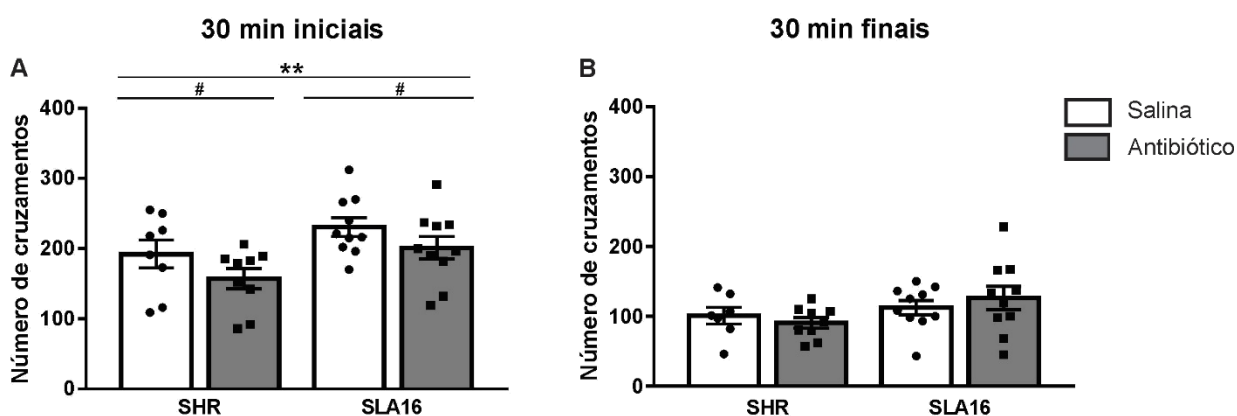 30 min iniciais
30 min finais
A
**
#
#
Número de cruzamentos
400
300
200
100
0
SHR
SLA16
B
Número de cruzamentos
400
300
200
100
0
SHR
SLA16
Salina
Antibiótico